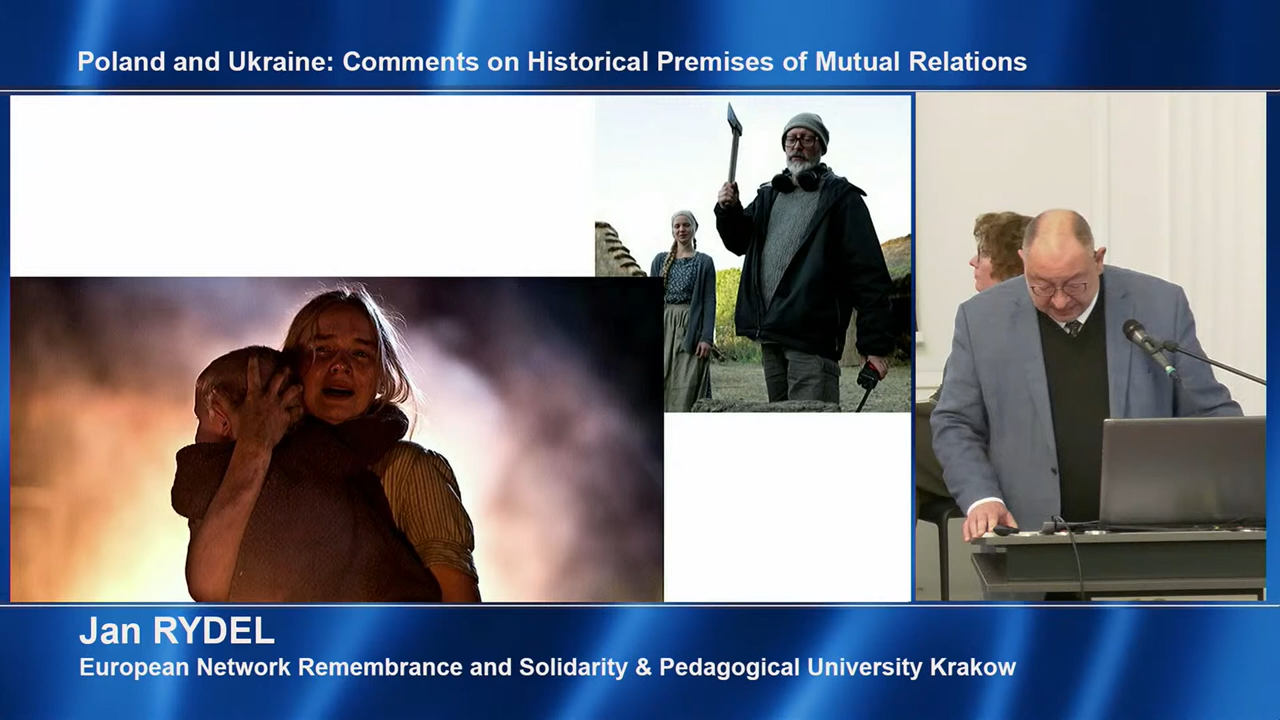 Poland and Ukraine: Comments on Historical Premises of Mutual Relations
Jan RYDEL
European Network Remembrance and Solidarity & Pedagogical University Krakow